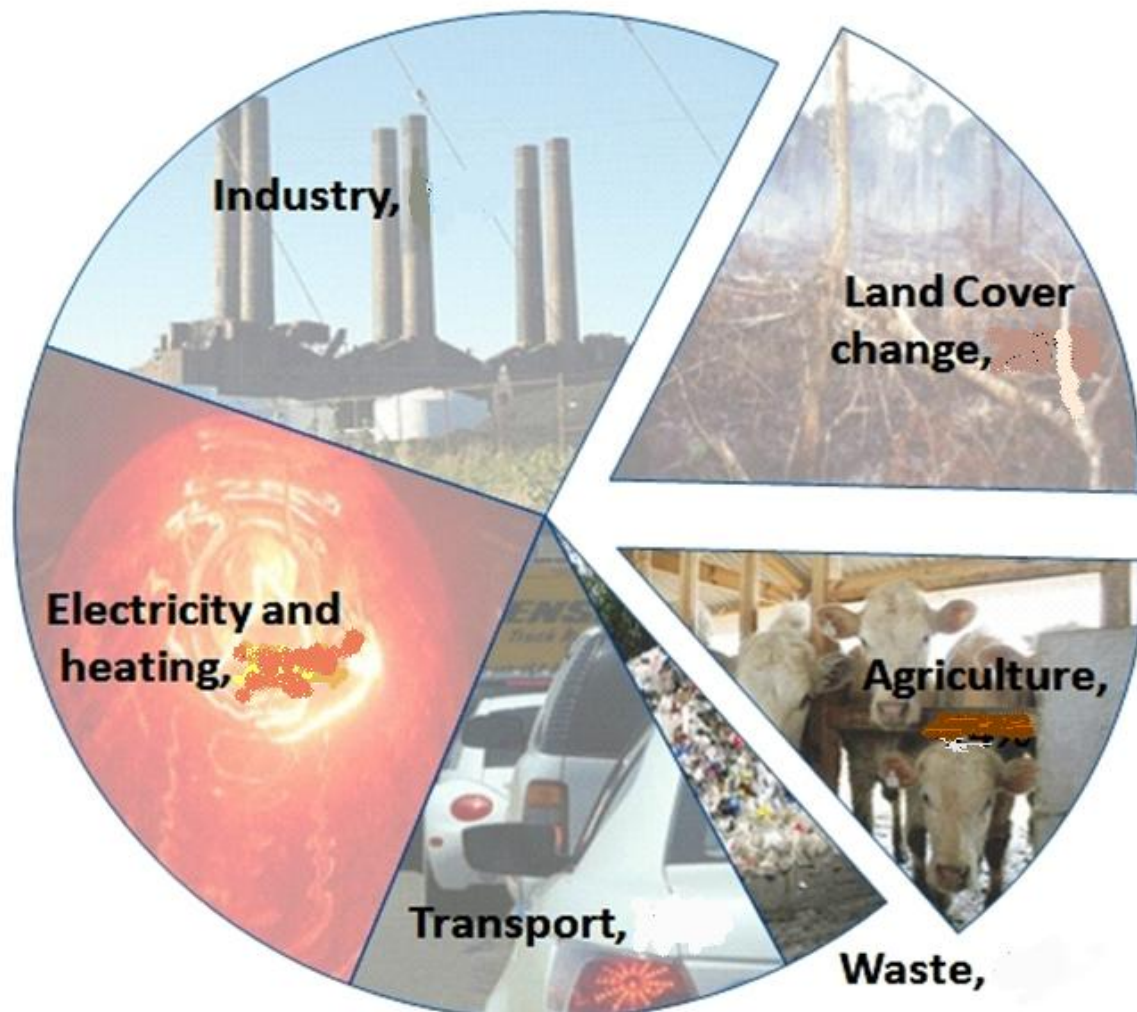 Industry,
Land Cover
change,
Electricity and
heating,
Agriculture,
Transport,
Waste,